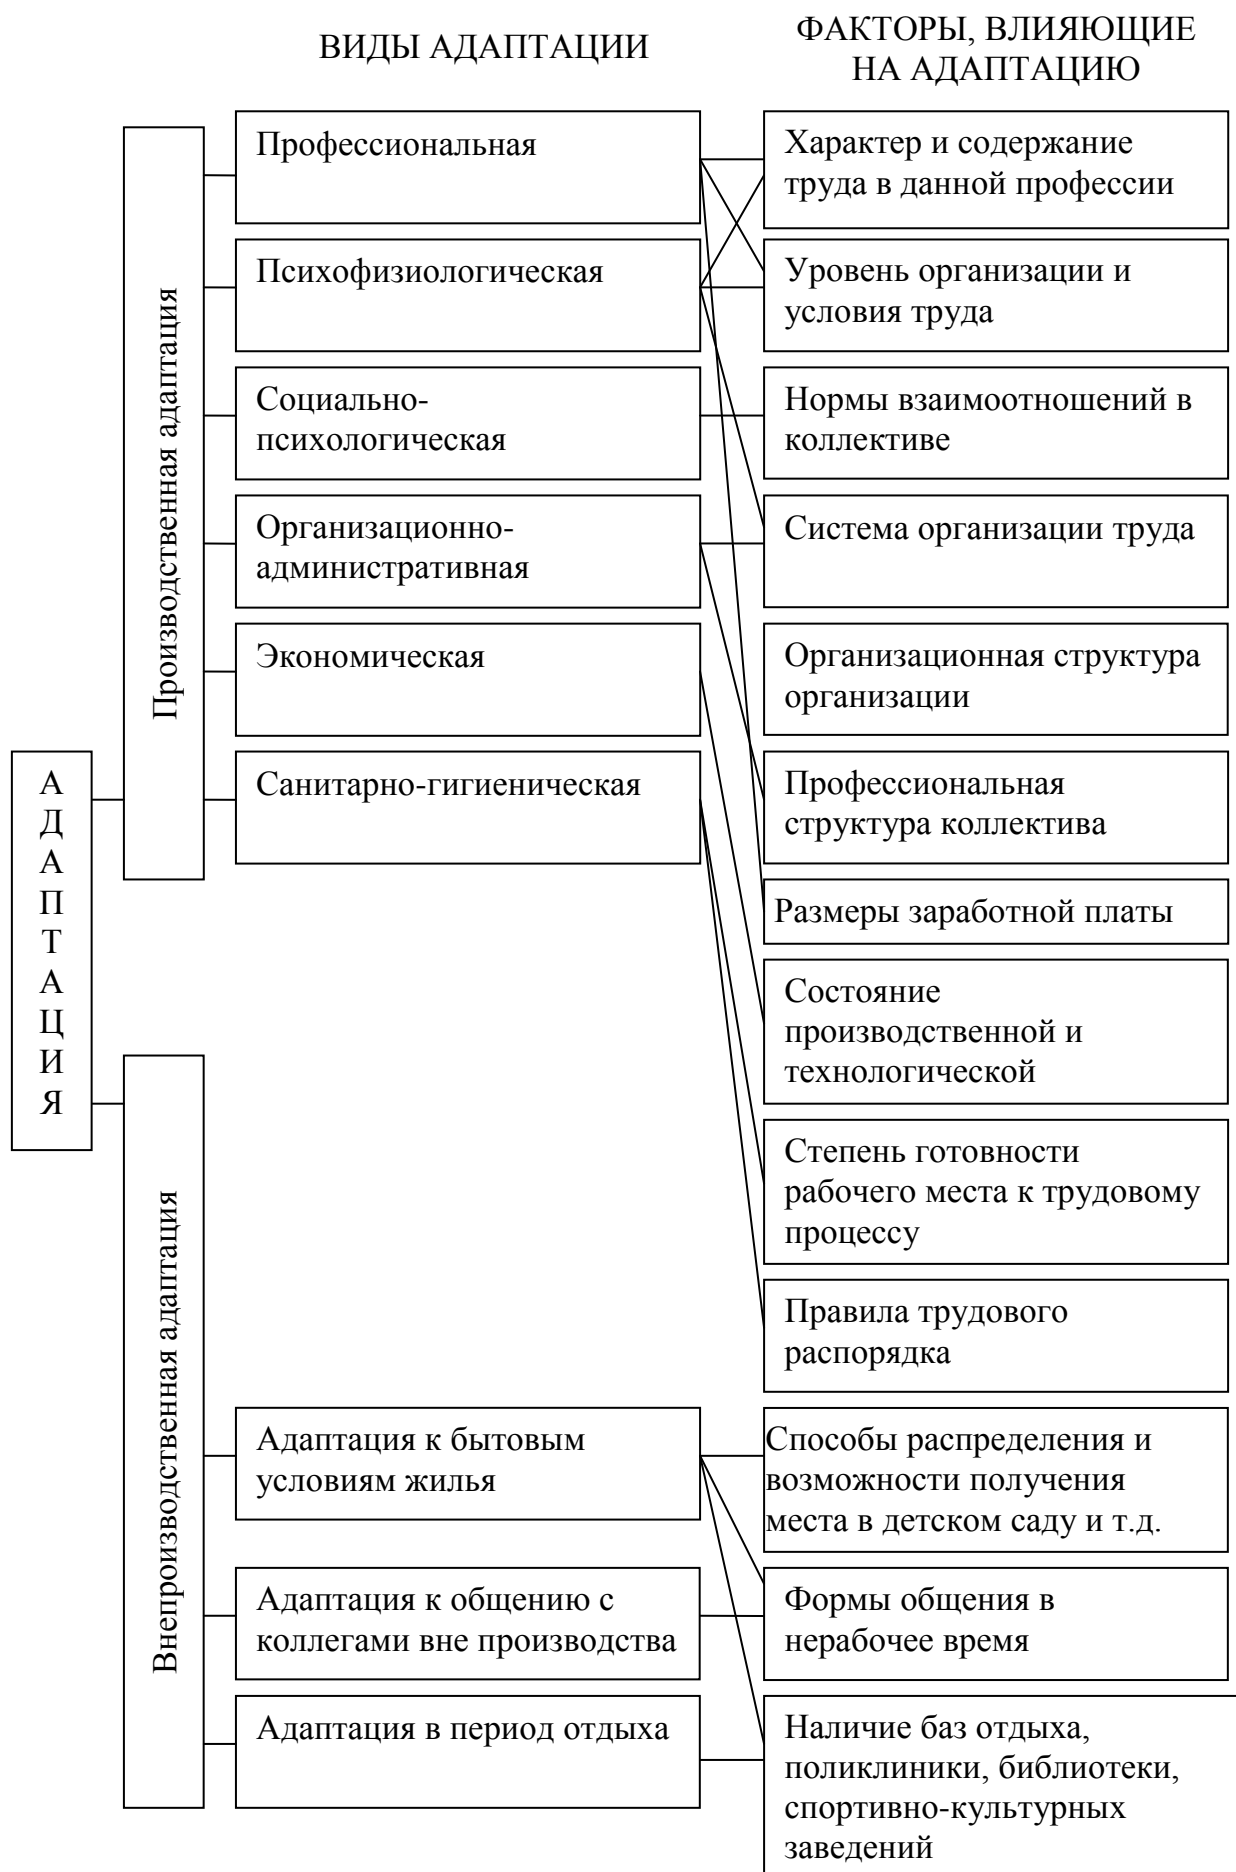 ВИДЫ АДАПТАЦИИ
ФАКТОРЫ, ВЛИЯЮЩИЕ
НА АДАПТАЦИЮ
АДАПТАЦИЯ
Производственная адаптация
Профессиональная
Психофизиологическая
Социально-
психологическая
Организационно-
административная
Экономическая
Санитарно-гигиеническая
Характер и содержание
труда в данной профессии
Уровень организации и
условия труда
Нормы взаимоотношений в
коллективе
Система организации труда
Организационная структура
организации
Профессиональная
структура коллектива
Размеры заработной платы
Состояние
производственной и
технологической
Степень готовности
рабочего места к трудовому
процессу
Правила трудового
распорядка
Внепроизводственная адаптация
Адаптация к бытовым
условиям жилья
Адаптация к общению с
коллегами вне производства
Адаптация в период отдыха
Способы распределения и
возможности получения
места в детском саду и т.д.
Формы общения в
нерабочее время
Наличие баз отдыха,
поликлиники, библиотеки,
спортивно-культурных
заведений